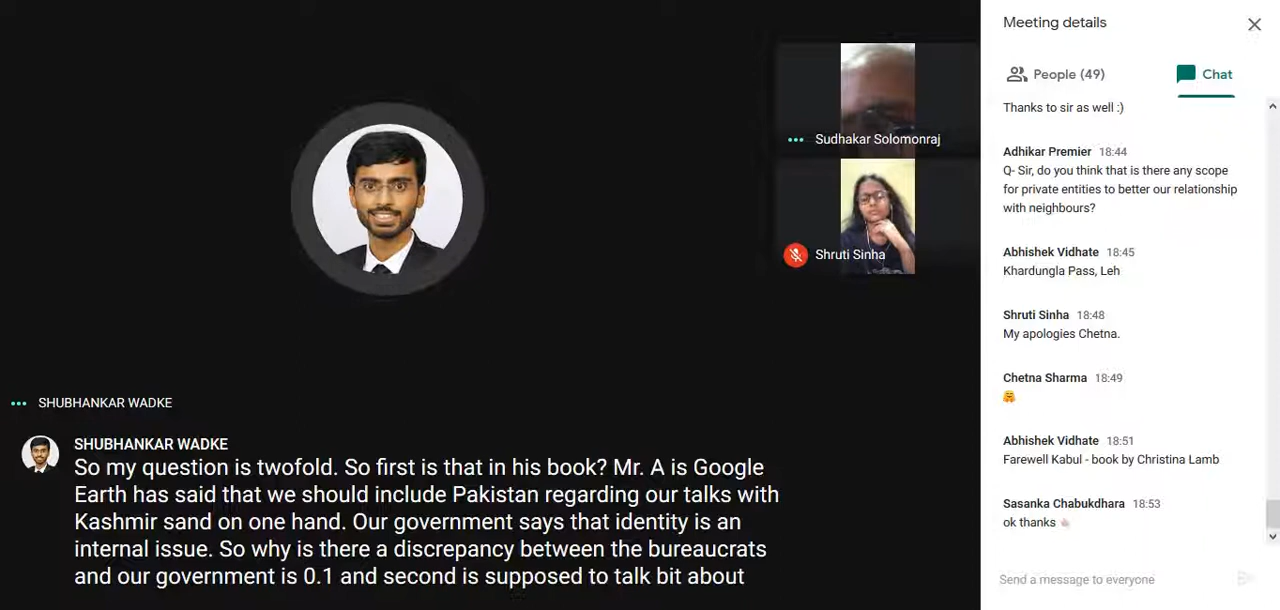 Meeting details
People (49)
Chat
Thanks to sir as well :)
Adhikar Premier 18:44
Q- Sir, do you think that is there any scope
for private entities to better our relationship
with neighbours?
Abhishek Vidhate 18:45
Khardungla Pass, Leh
Shruti Sinha 18:48
My apologies Chetna.
Chetna Sharma 18:49
🤗
Abhishek Vidhate 18:51
Farewell Kabul - book by Christina Lamb
Sasanka Chabukdhara 18:53
ok thanks
Send a message to everyone
Sudhakar Solomonraj
Shruti Sinha
SHUBHANKAR WADKE
SHUBHANKAR WADKE
So my question is twofold. So first is that in his book? Mr. A is Google
Earth has said that we should include Pakistan regarding our talks with
Kashmir sand on one hand. Our government says that identity is an
internal issue. So why is there a discrepancy between the bureaucrats
and our government is 0.1 and second is supposed to talk bit about